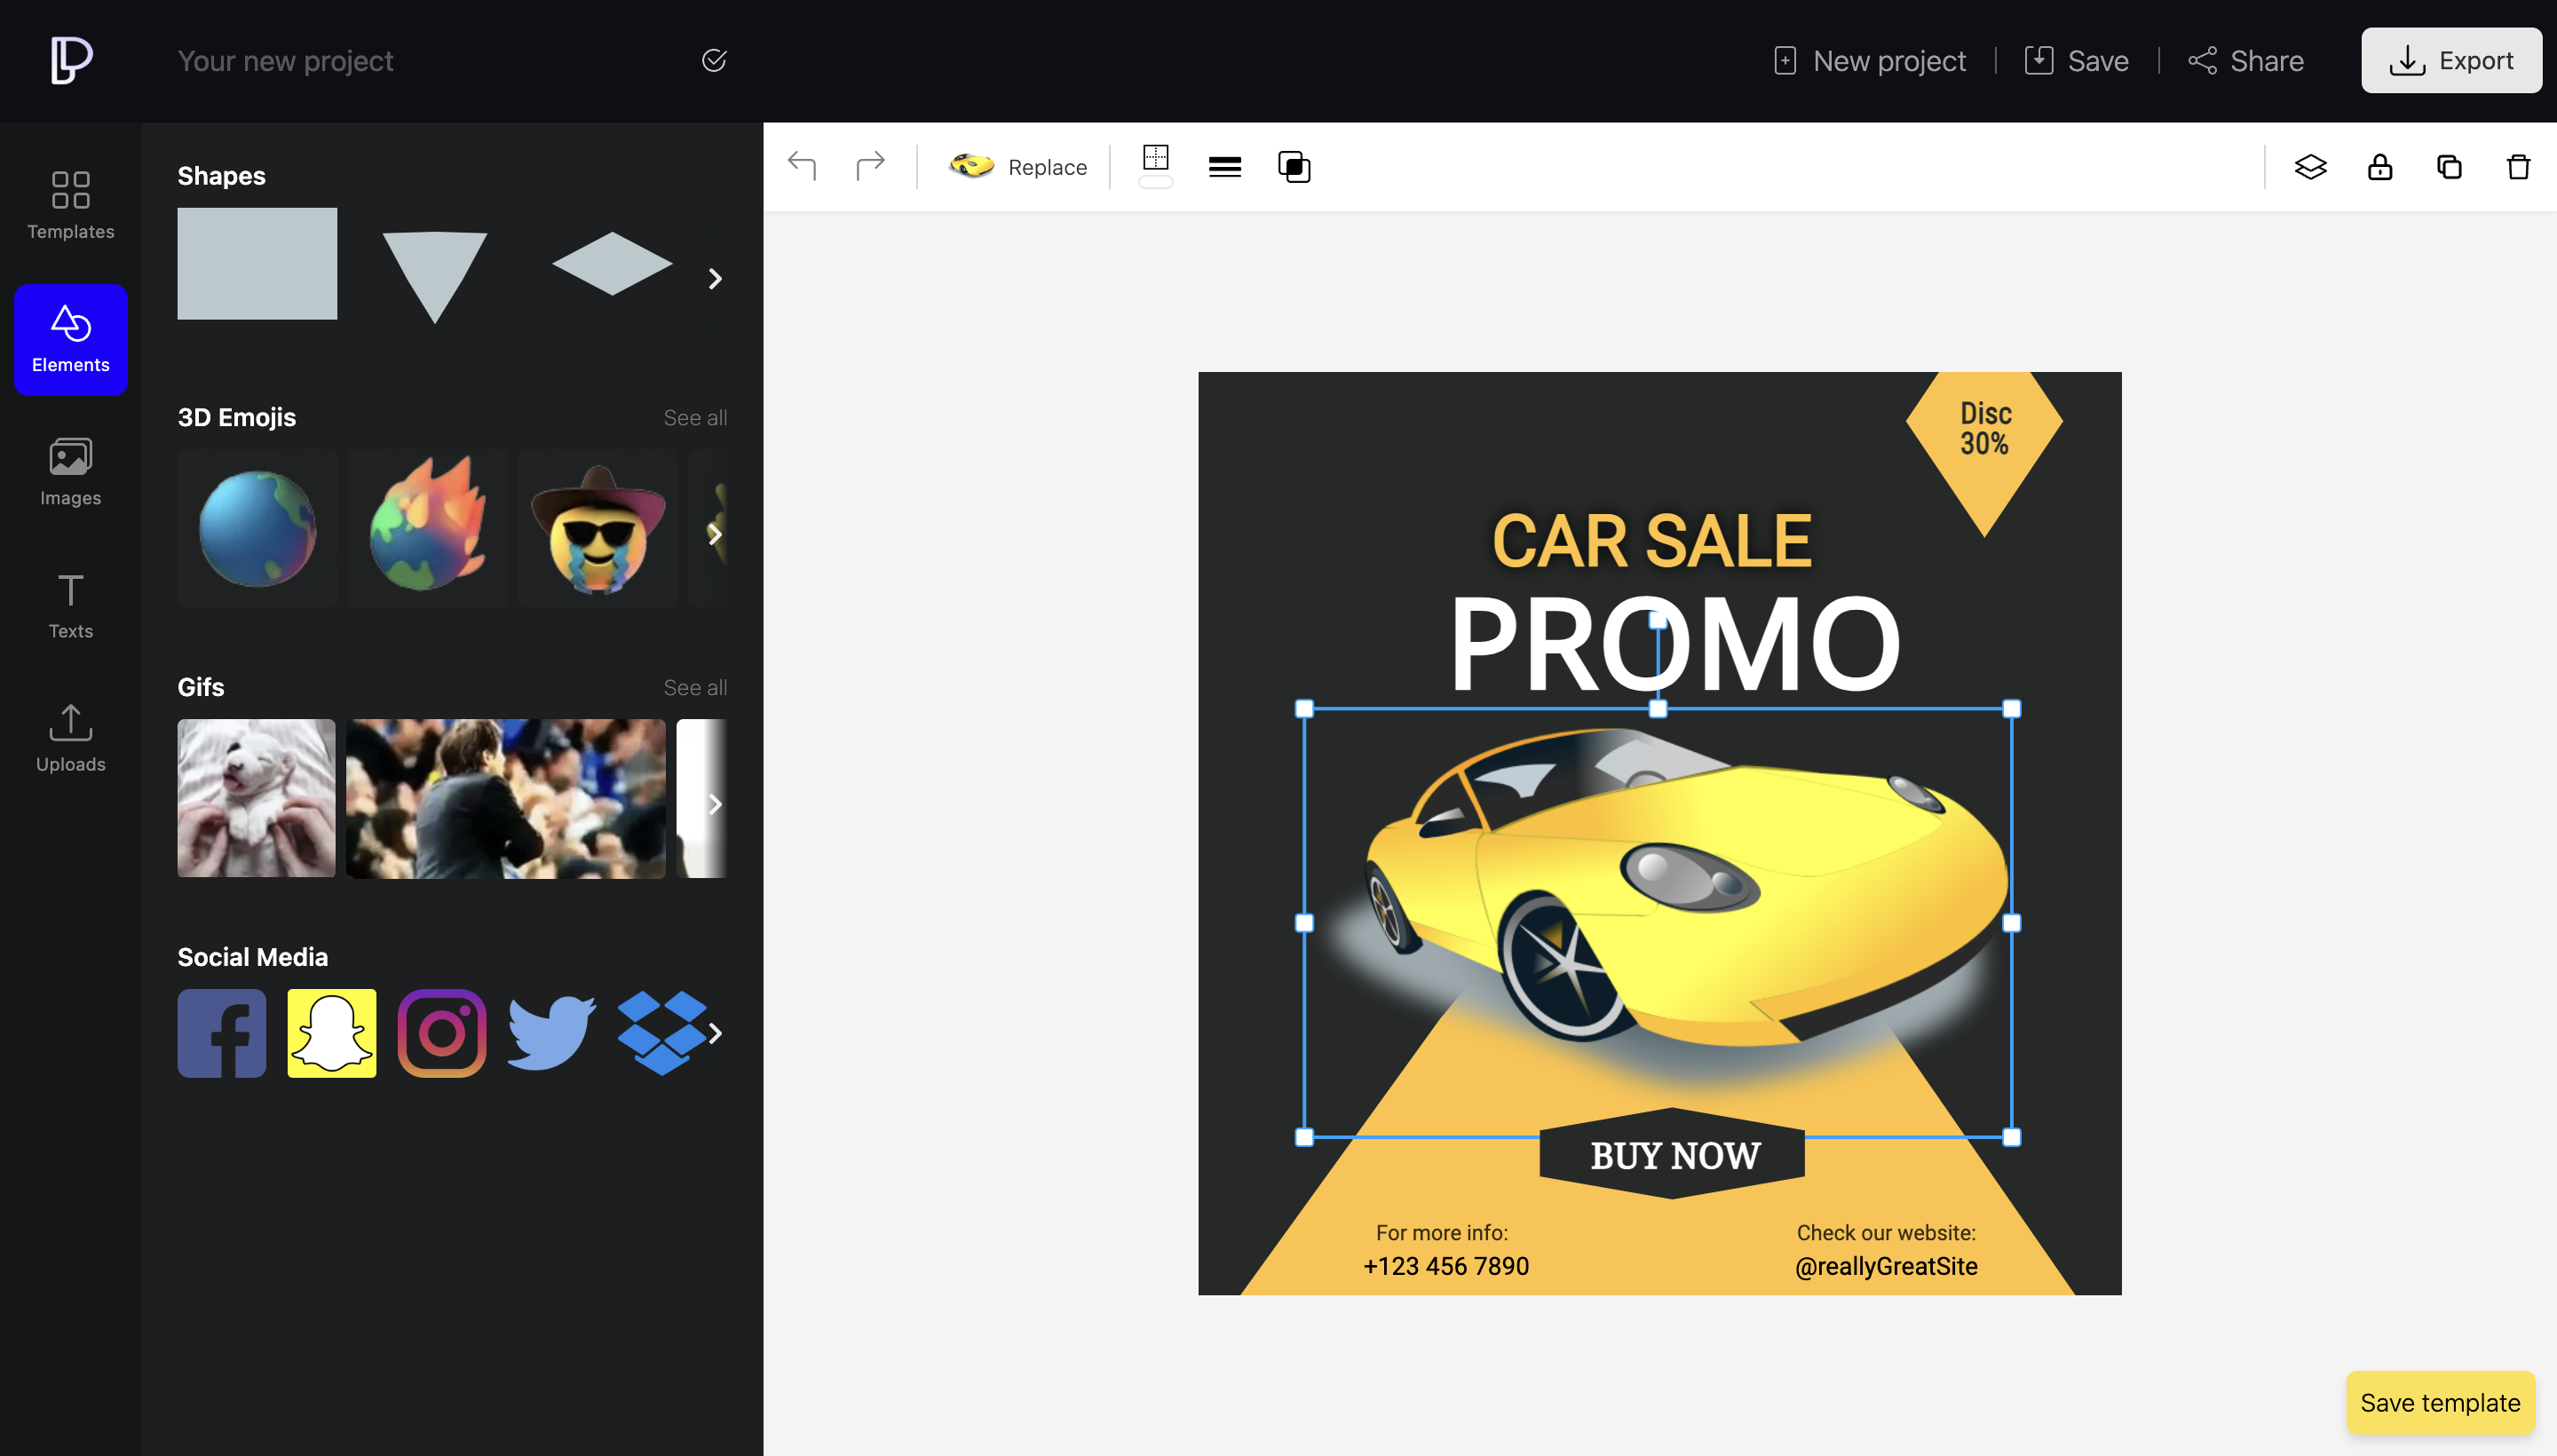 Your new project
New project
Save
Share
Export
Templates
Elements
Images
Texts
Uploads
Shapes
3D Emojis
See all
Gifs
See all
Social Media
Replace
Disc
30%
CAR SALE
PROMO
BUY NOW
For more info:
+123 456 7890
Check our website:
@reallyGreatSite
Save template